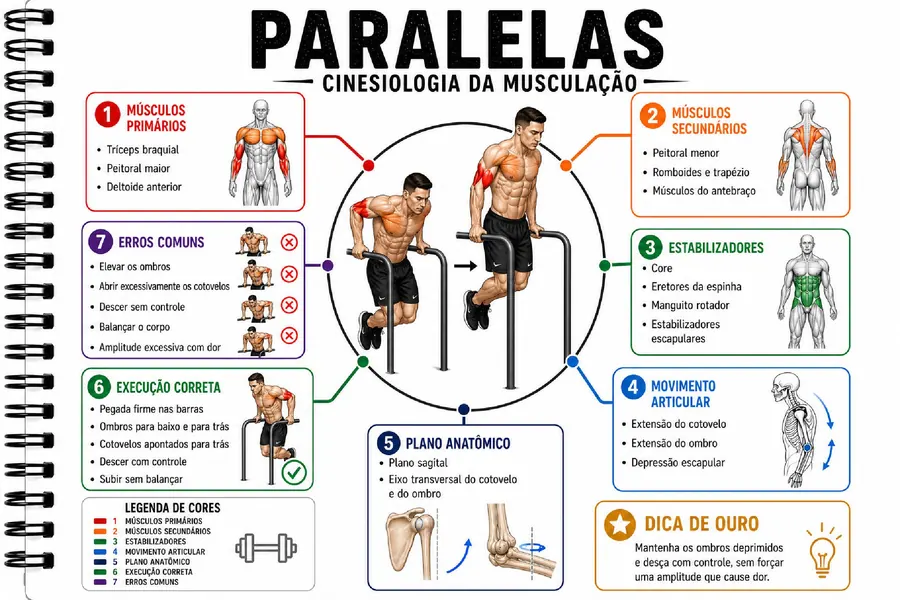 PARALELAS
CINESIOLOGIA DA MUSCULAÇÃO
1 MÚSCULOS
PRIMÁRIOS
• Tríceps braquial
• Peitoral maior
• Deltoide anterior
2 MÚSCULOS
SECUNDÁRIOS
• Peitoral menor
• Romboides e trapézio
• Músculos do antebraço
3 ESTABILIZADORES
• Core
• Eretores da espinha
• Manguito rotador
• Estabilizadores
escapulares
4 MOVIMENTO
ARTICULAR
• Extensão do cotovelo
• Extensão do ombro
• Depressão escapular
5 PLANO ANATÔMICO
• Plano sagital
• Eixo transversal do cotovelo
e do ombro
6 EXECUÇÃO CORRETA
• Pegada firme nas barras
• Ombros para baixo e para trás
• Cotovelos apontados para trás
• Descer com controle
• Subir sem balançar
7 ERROS COMUNS
• Elevar os ombros
• Abrir excessivamente os cotovelos
• Descer sem controle
• Balançar o corpo
• Amplitude excessiva com dor
LEGENDA DE CORES
1 MÚSCULOS PRIMÁRIOS
2 MÚSCULOS SECUNDÁRIOS
3 ESTABILIZADORES
4 MOVIMENTO ARTICULAR
5 PLANO ANATÔMICO
6 EXECUÇÃO CORRETA
7 ERROS COMUNS
DICA DE OURO
Mantenha os ombros deprimidos
e desça com controle, sem forçar
uma amplitude que cause dor.